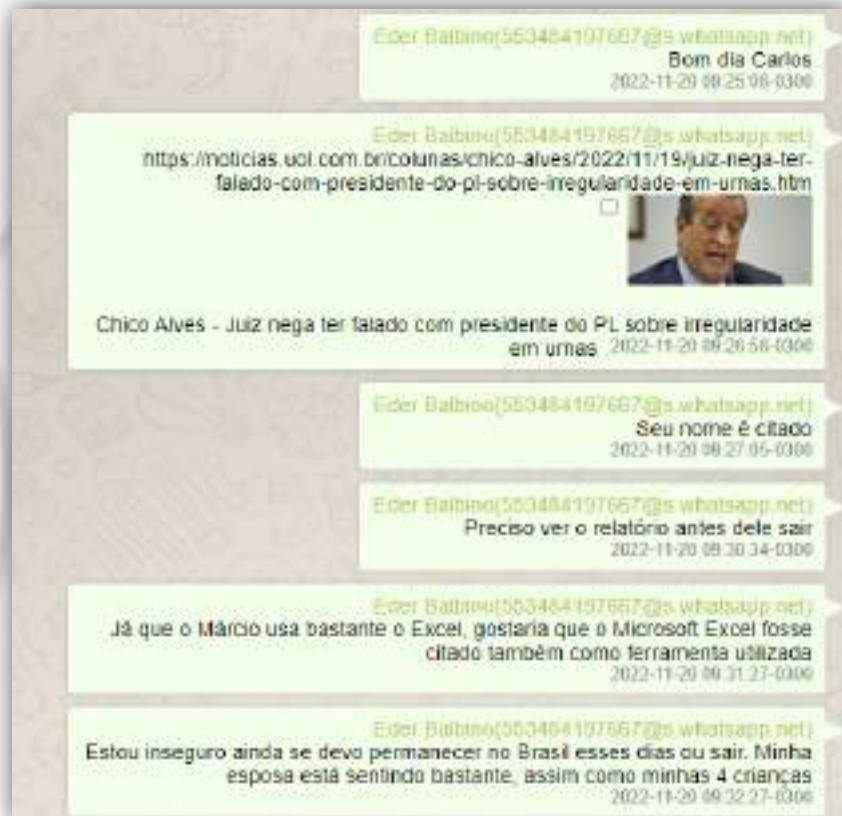 Eder Balbino(553484197667@s.whatsapp.net)
Bom dia Carlos
2022-11-20 09:25:06-0300
Eder Balbino(553484197667@s.whatsapp.net)
https://noticias.uol.com.br/colunas/chico-alves/2022/11/19/juiz-nega-ter-
falado-com-presidente-do-pl-sobre-irregularidade-em-urnas.htm
Chico Alves - Juiz nega ter falado com presidente do PL sobre irregularidade
em urnas 2022-11-20 09:26:56-0300
Eder Balbino(553484197667@s.whatsapp.net)
Seu nome é citado
2022-11-20 09:27:05-0300
Eder Balbino(553484197667@s.whatsapp.net)
Preciso ver o relatório antes dele sair
2022-11-20 09:30:34-0300
Eder Balbino(553484197667@s.whatsapp.net)
Já que o Márcio usa bastante o Excel, gostaria que o Microsoft Excel fosse
citado também como ferramenta utilizada
2022-11-20 09:31:27-0300
Eder Balbino(553484197667@s.whatsapp.net)
Estou inseguro ainda se devo permanecer no Brasil esses dias ou sair. Minha
esposa está sentindo bastante, assim como minhas 4 crianças
2022-11-20 09:32:27-0300